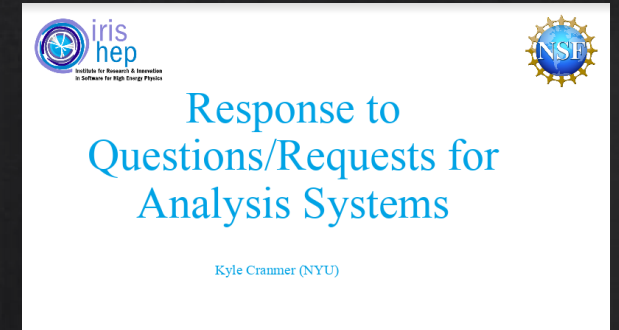 iris
hep
Institute for Research & Innovation
in Software for High Energy Physics
NSF
Response to
Questions/Requests for
Analysis Systems
Kyle Cranmer (NYU)